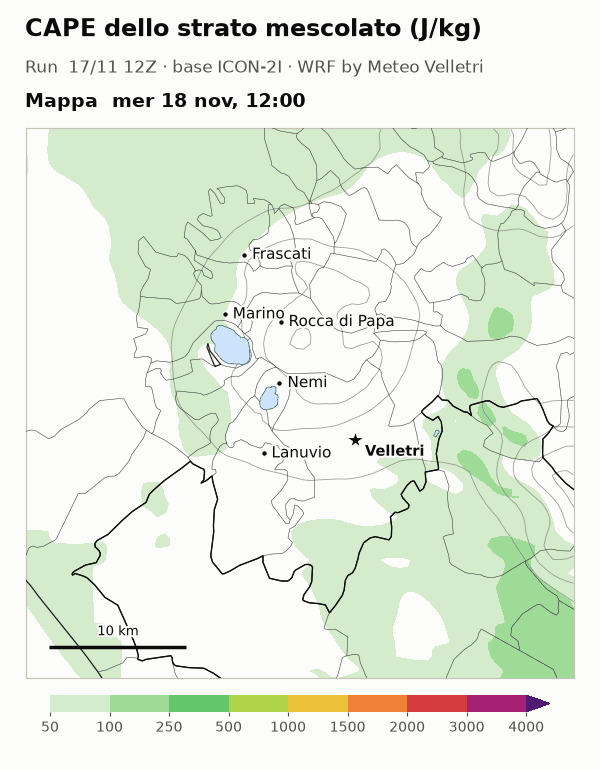 CAPE dello strato mescolato (J/kg)
Run  17/11 12Z · base ICON-2I · WRF by Meteo Velletri
Mappa  mer 18 nov, 12:00
Frascati
Marino
Rocca di Papa
Nemi
Velletri
Lanuvio
10 km
50 100 250 500 1000 1500 2000 3000 4000